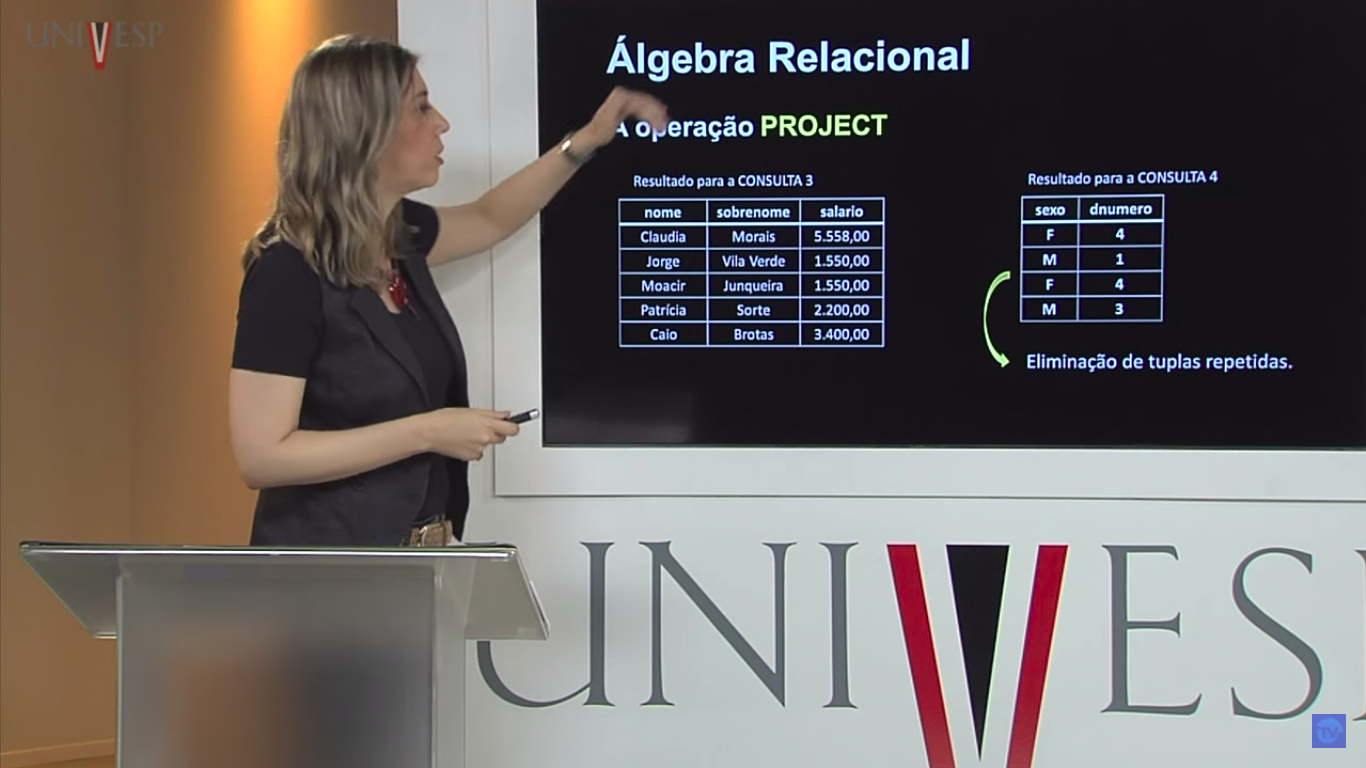 UNIVESP
Álgebra Relacional
A operação PROJECT
Resultado para a CONSULTA 3
nome sobrenome salario
Claudia Morais 5.558,00
Jorge Vila Verde 1.550,00
Moacir Junqueira 1.550,00
Patrícia Sorte 2.200,00
Caio Brotas 3.400,00
Resultado para a CONSULTA 4
sexo dnumero
F 4
M 1
F 4
M 3
Eliminação de tuplas repetidas.
UNIVESP
TV